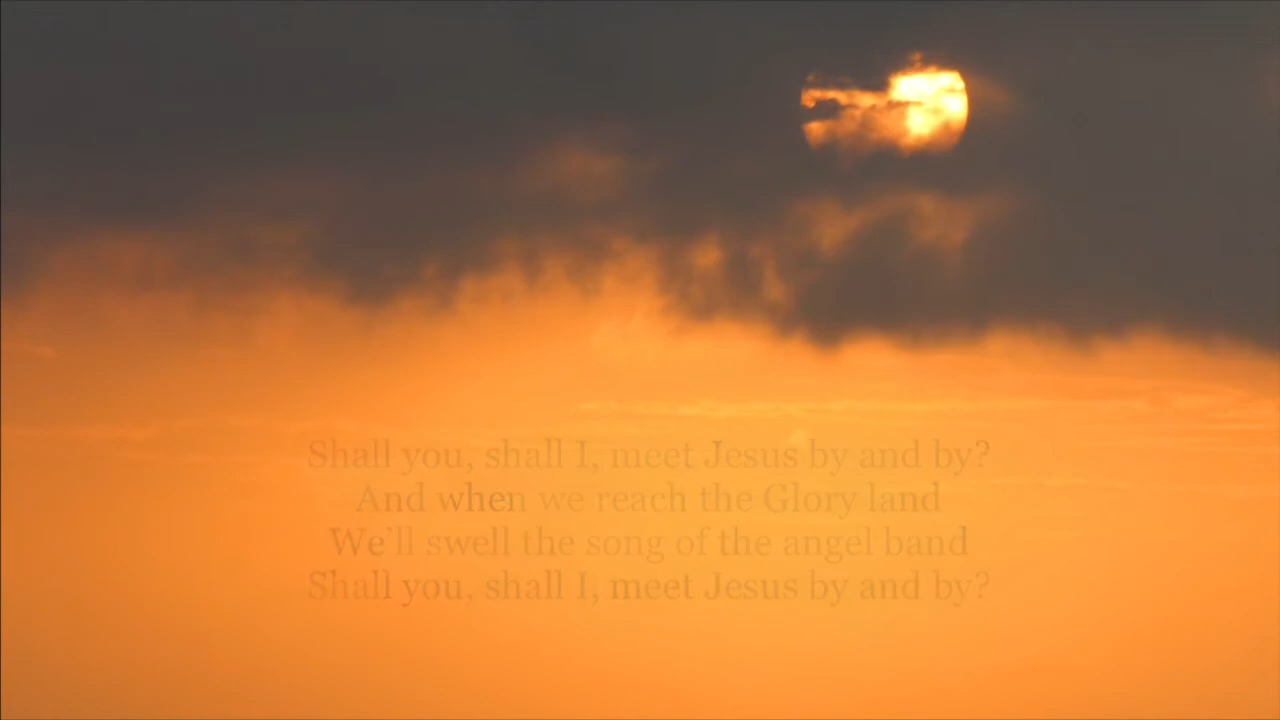 Shall you, shall I, meet Jesus by and by?
And when we reach the Glory land
We'll swell the song of the angel band
Shall you, shall I, meet Jesus by and by?